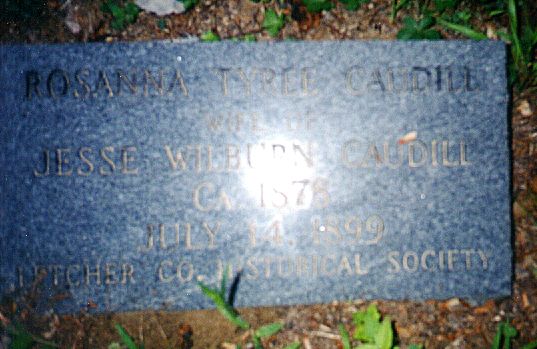 ROSANNA TYREE CAUDILL
WIFE OF
JESSE WILBURN CAUDILL
CA. 1878
JULY 14, 1899
LETCHER CO. HISTORICAL SOCIETY